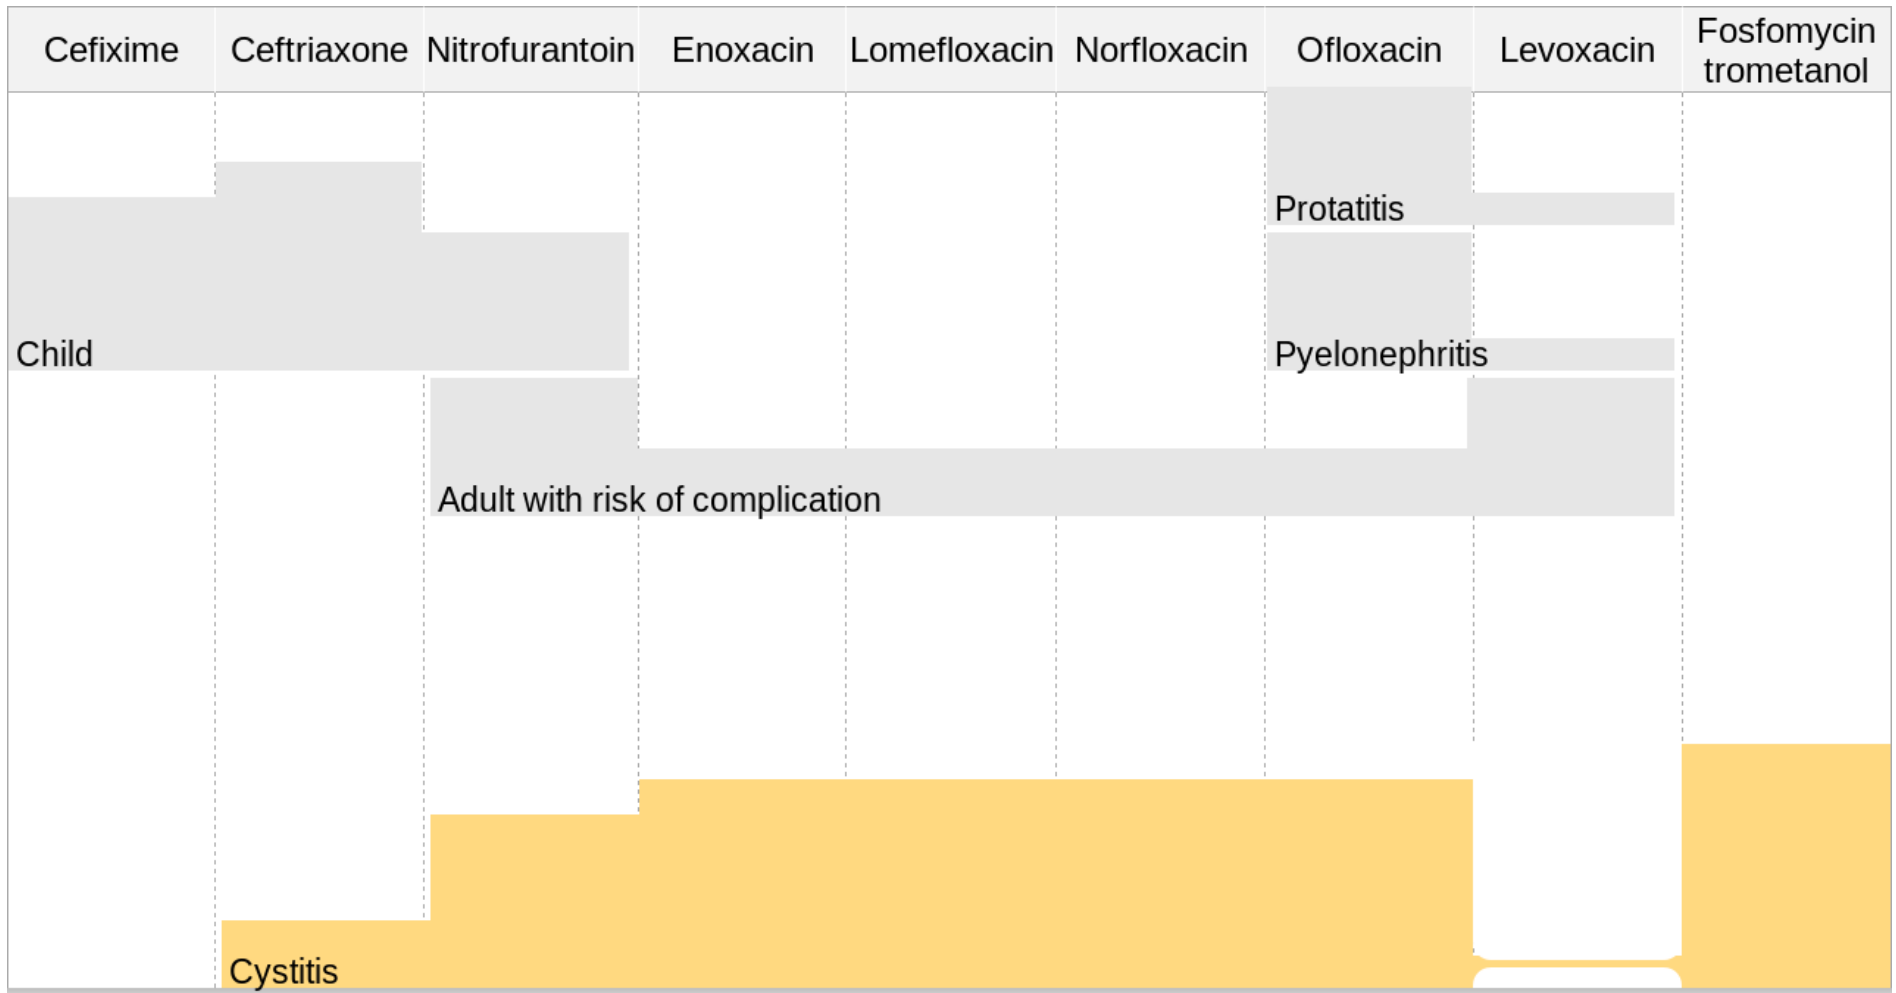 Cefixime
Ceftriaxone
Nitrofurantoin
Enoxacin
Lomefloxacin
Norfloxacin
Ofloxacin
Levoxacin
Fosfomycin
trometanol
Protatitis
Child
Pyelonephritis
Adult with risk of complication
Cystitis